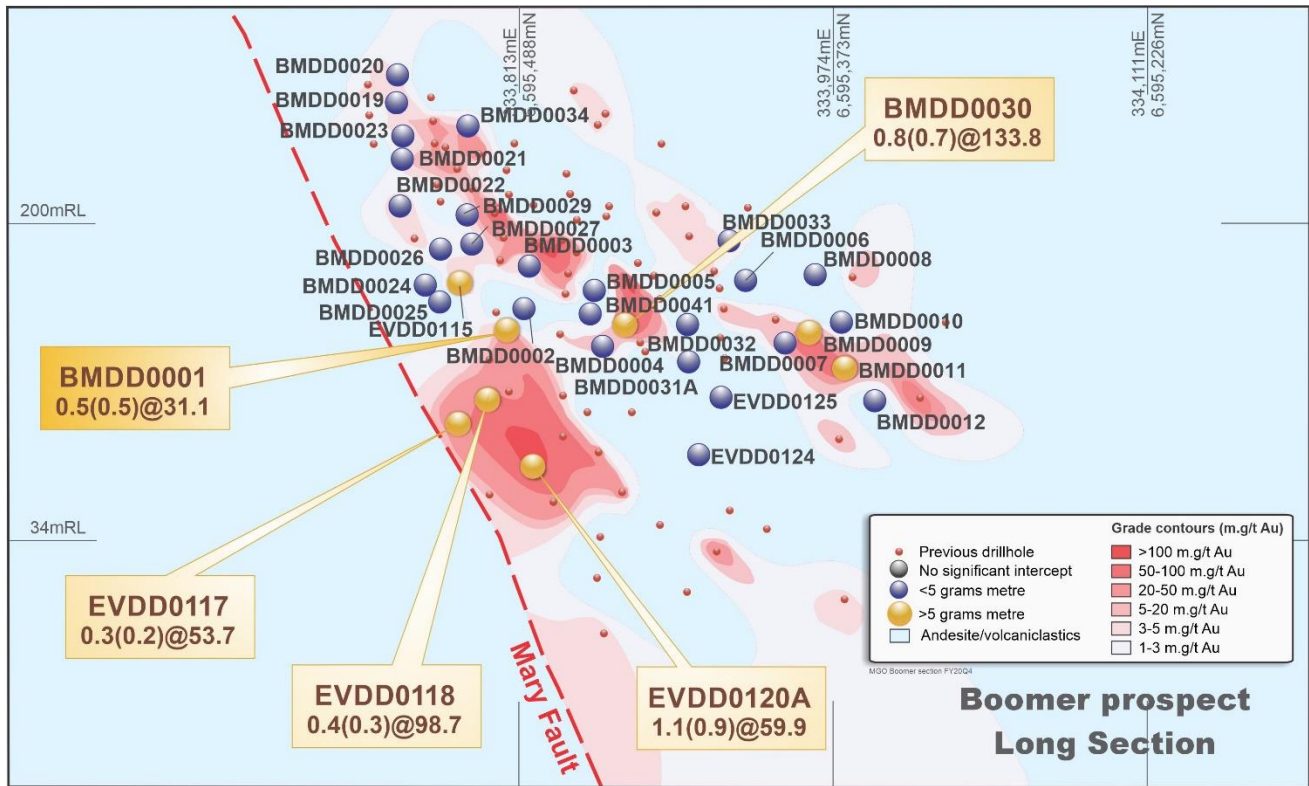 333,813mE
6,595,488mN
333,974mE
6,595,373mN
334,111mE
6,595,226mN
BMDD0020
BMDD0019
BMDD0023
BMDD0034
BMDD0021
BMDD0030
0.8(0.7)@133.8
BMDD0022
BMDD0029
200mRL
BMDD0027
BMDD0003
BMDD0033
BMDD0006
BMDD0026
BMDD0008
BMDD0024
BMDD0005
BMDD0025
BMDD0041
EVDD0115
BMDD0010
BMDD0002
BMDD0032
BMDD0009
BMDD0004
BMDD0007
BMDD0011
BMDD0031A
BMDD0001
0.5(0.5)@31.1
EVDD0125
BMDD0012
EVDD0124
34mRL
EVDD0117
0.3(0.2)@53.7
EVDD0118
0.4(0.3)@98.7
Mary Fault
EVDD0120A
1.1(0.9)@59.9
Previous drillhole
No significant intercept
<5 grams metre
>5 grams metre
Andesite/volcaniclastics
Grade contours (m.g/t Au)
>100 m.g/t Au
50-100 m.g/t Au
20-50 m.g/t Au
5-20 m.g/t Au
3-5 m.g/t Au
1-3 m.g/t Au
MGO Boomer section FY20Q4
Boomer prospect
Long Section